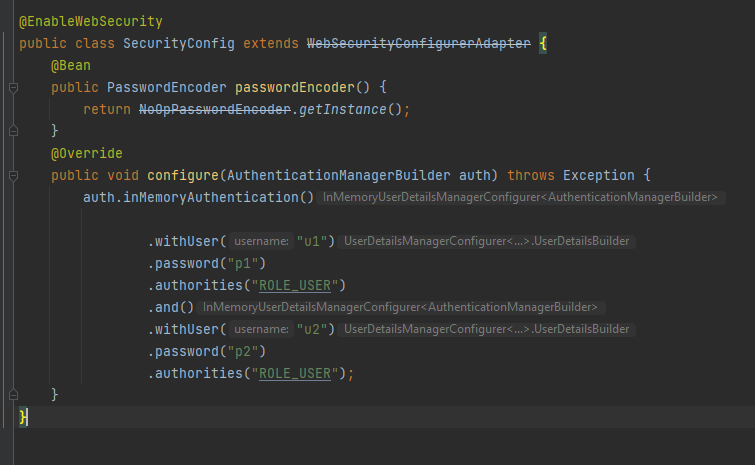 @EnableWebSecurity
public class SecurityConfig extends WebSecurityConfigurerAdapter {
@Bean
public PasswordEncoder passwordEncoder() {
return NoOpPasswordEncoder.getInstance();
}
@Override
public void configure(AuthenticationManagerBuilder auth) throws Exception {
auth.inMemoryAuthentication() InMemoryUserDetailsManagerConfigurer<AuthenticationManagerBuilder>
.withUser( username: "u1") UserDetailsManagerConfigurer<...>.UserDetailsBuilder
.password("p1")
.authorities("ROLE_USER")
.and() InMemoryUserDetailsManagerConfigurer<AuthenticationManagerBuilder>
.withUser( username: "u2") UserDetailsManagerConfigurer<...>.UserDetailsBuilder
.password("p2")
.authorities("ROLE_USER");
}
}